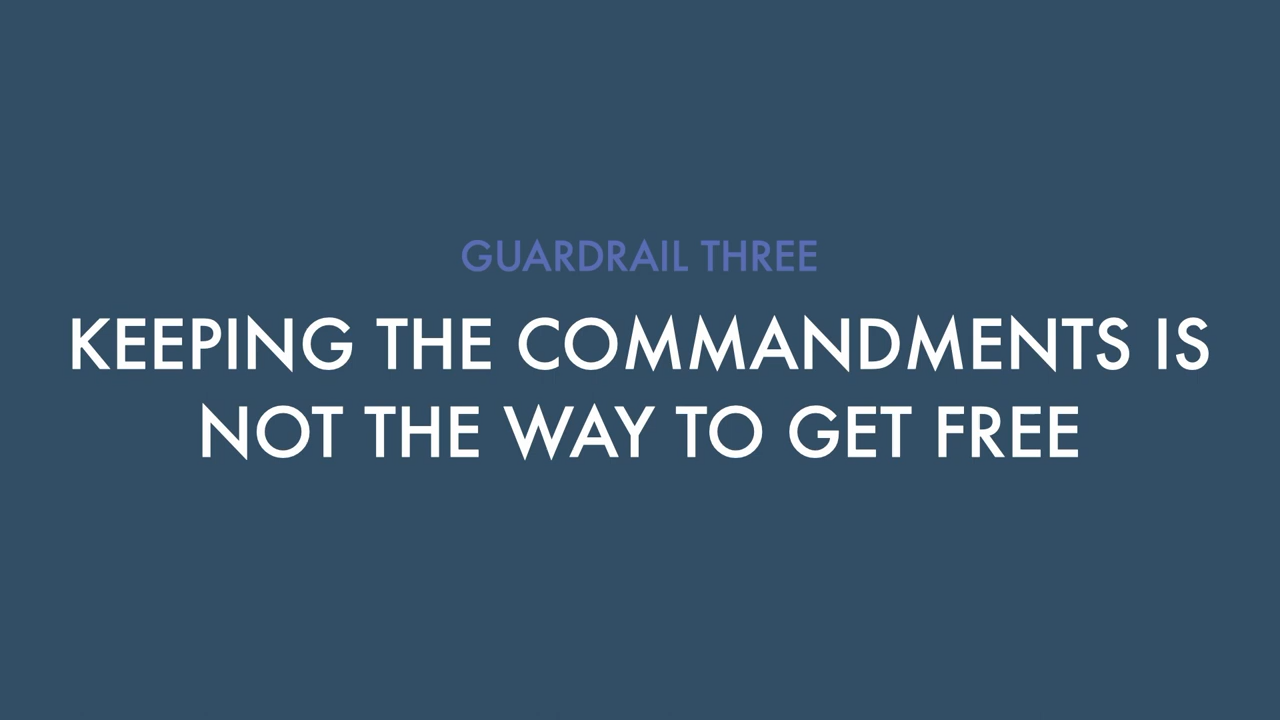 GUARDRAIL THREE
KEEPING THE COMMANDMENTS IS
NOT THE WAY TO GET FREE